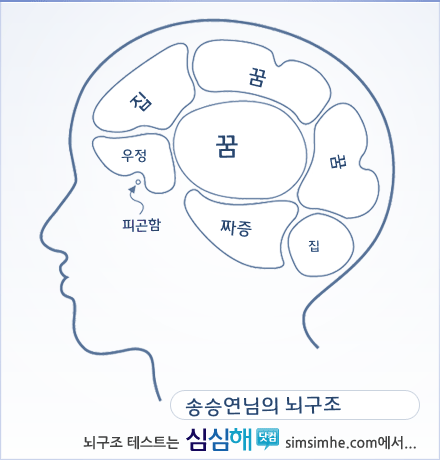 꿈
집
꿈
우정
꿈
피곤함
짜증
집
송승연님의 뇌구조
뇌구조 테스트는 심심해 닷컴 simsimhe.com에서...